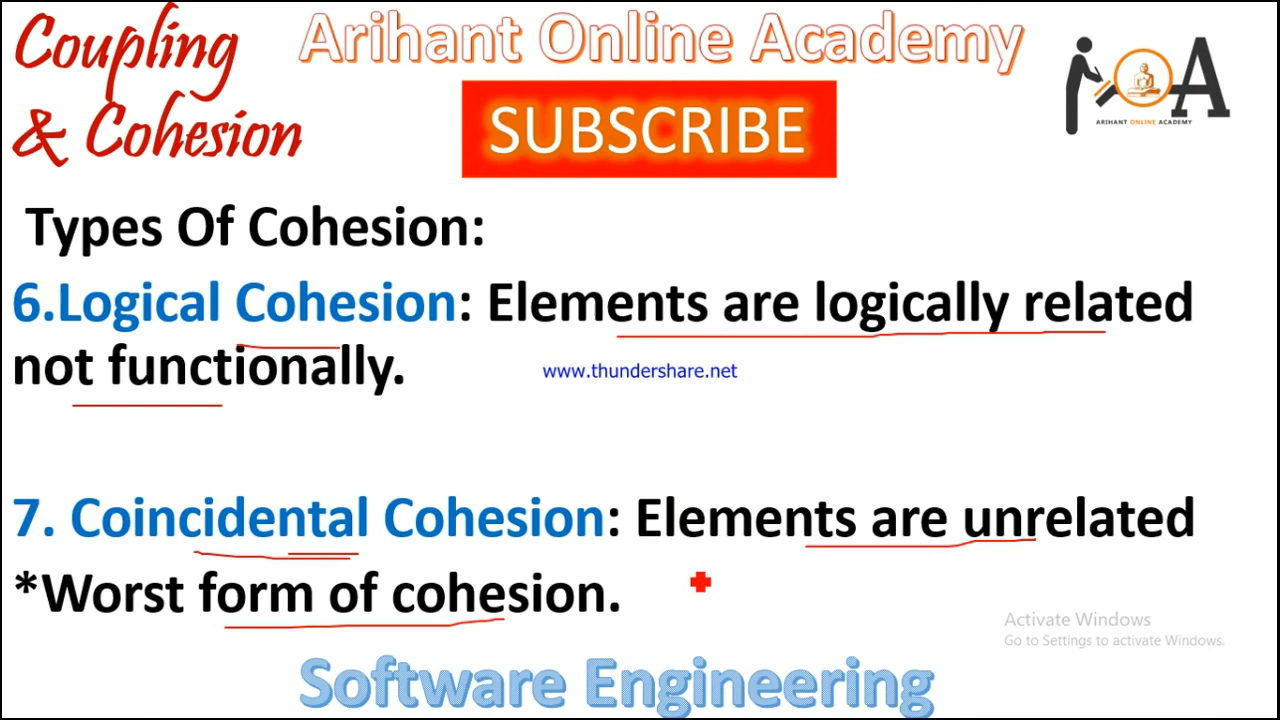 Coupling
& Cohesion
Arihant Online Academy
SUBSCRIBE
A
ARIHANT ONLINE ACADEMY
Types Of Cohesion:
6.Logical Cohesion: Elements are logically related
not functionally.
www.thundershare.net
7. Coincidental Cohesion: Elements are unrelated
*Worst form of cohesion.
Activate Windows
Go to Settings to activate Windows.
Software Engineering